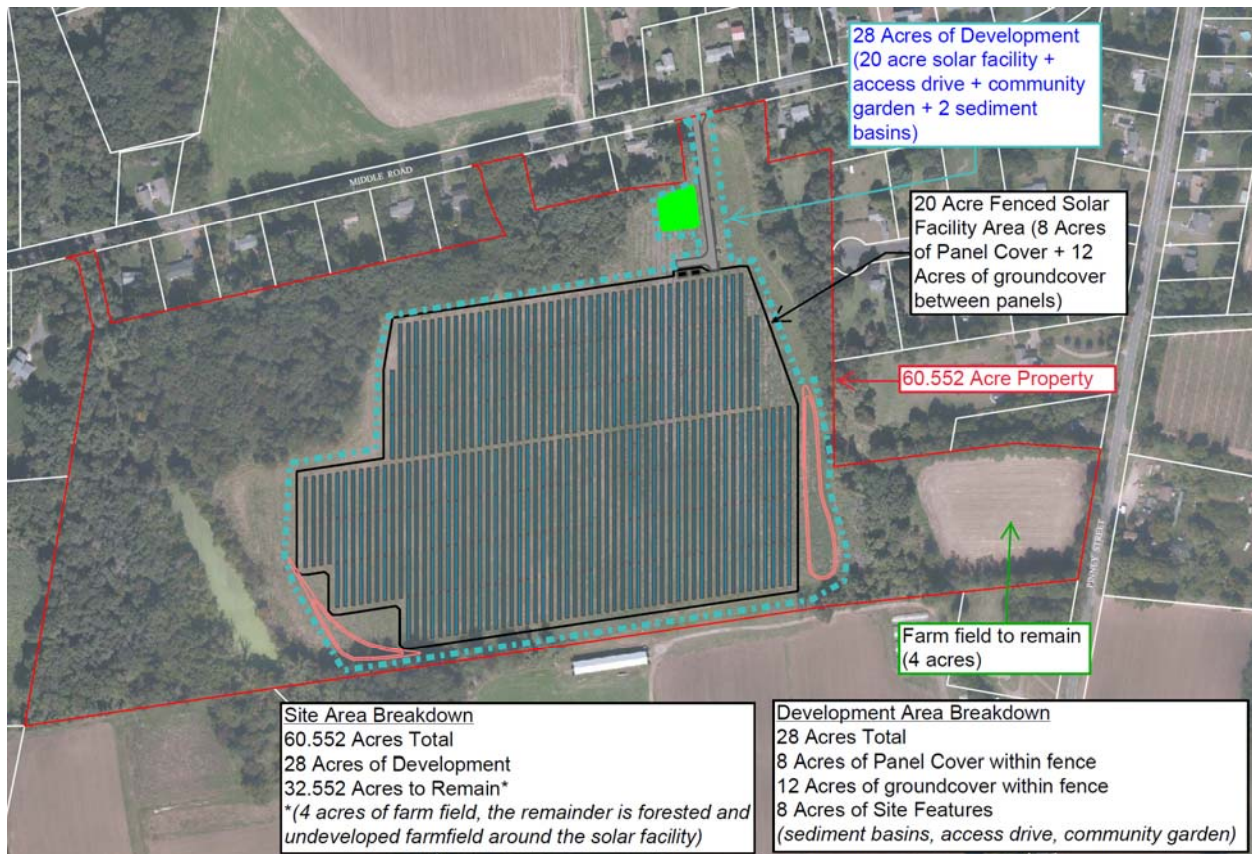 28 Acres of Development
(20 acre solar facility +
access drive + community
garden + 2 sediment
basins)
MIDDLE ROAD
20 Acre Fenced Solar
Facility Area (8 Acres
of Panel Cover + 12
Acres of groundcover
between panels)
60.552 Acre Property
PINNEY STREET
Farm field to remain
(4 acres)
Site Area Breakdown
60.552 Acres Total
28 Acres of Development
32.552 Acres to Remain*
*(4 acres of farm field, the remainder is forested and
undeveloped farmfield around the solar facility)
Development Area Breakdown
28 Acres Total
8 Acres of Panel Cover within fence
12 Acres of groundcover within fence
8 Acres of Site Features
(sediment basins, access drive, community garden)